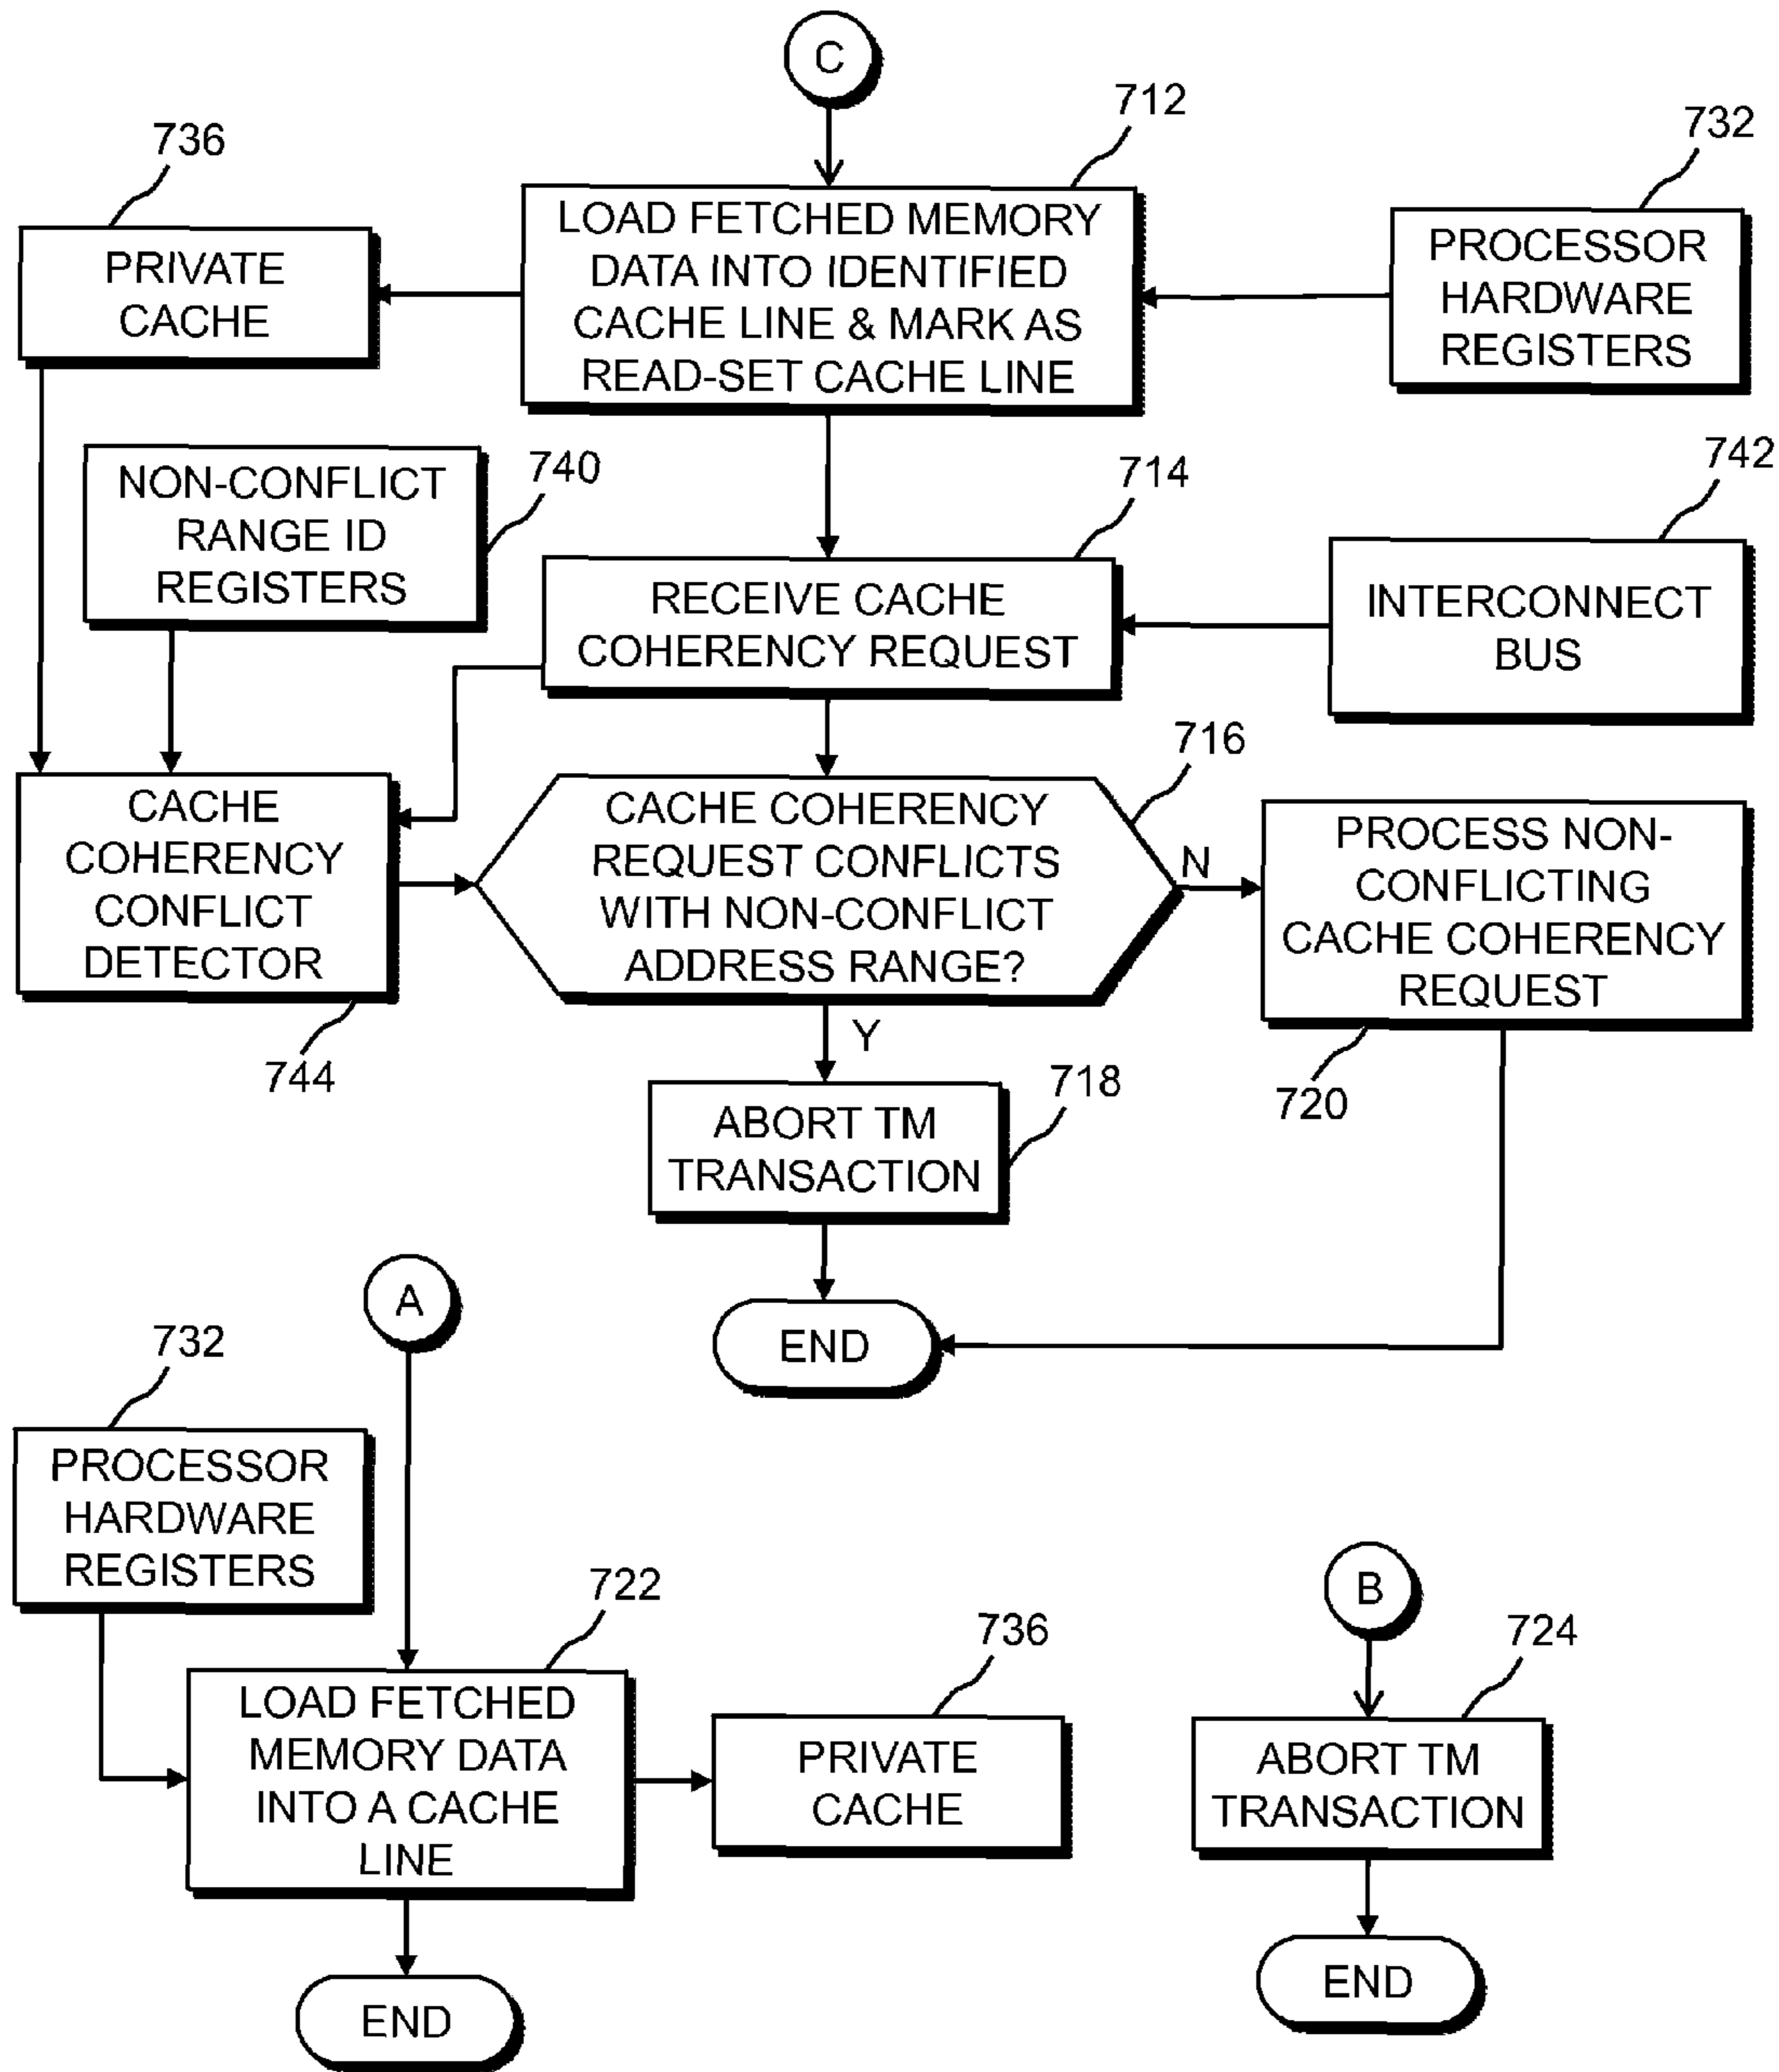 C
712
736
732
LOAD FETCHED MEMORY
DATA INTO IDENTIFIED
CACHE LINE & MARK AS
READ-SET CACHE LINE
PRIVATE
CACHE
PROCESSOR
HARDWARE
REGISTERS
NON-CONFLICT
RANGE ID
REGISTERS
740
714
742
RECEIVE CACHE
COHERENCY REQUEST
INTERCONNECT
BUS
716
CACHE
COHERENCY
CONFLICT
DETECTOR
744
CACHE COHERENCY
REQUEST CONFLICTS
WITH NON-CONFLICT
ADDRESS RANGE?
N
PROCESS NON-
CONFLICTING
CACHE COHERENCY
REQUEST
720
Y
718
ABORT TM
TRANSACTION
END
A
732
PROCESSOR
HARDWARE
REGISTERS
722
LOAD FETCHED
MEMORY DATA
INTO A CACHE
LINE
736
PRIVATE
CACHE
END
B
724
ABORT TM
TRANSACTION
END